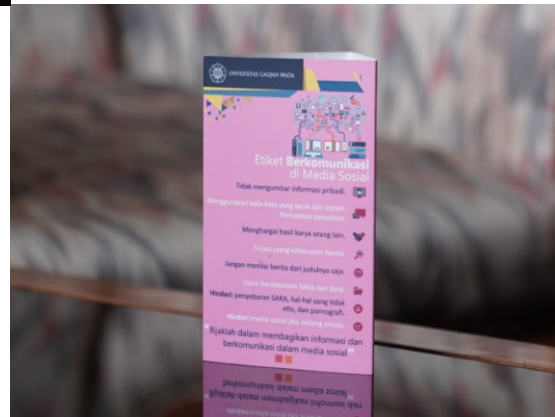 UNIVERSITAS GADJAH MADA
Etiket Berkomunikasi
di Media Sosial
Tidak mengumbar informasi pribadi.
Menggunakan kata-kata yang layak dan sopan.
Perhatikan penulisan.
Menghargai hasil karya orang lain.
Tinjau ulang kebenaran berita.
Jangan menilai berita dari judulnya saja.
Opini berdasarkan fakta dan data.
Hindari: penyebaran SARA, hal-hal yang tidak
etis, dan pornografi.
Hindari media sosial jika sedang emosi.
"Bijaklah dalam membagikan informasi dan
berkomunikasi dalam media sosial"